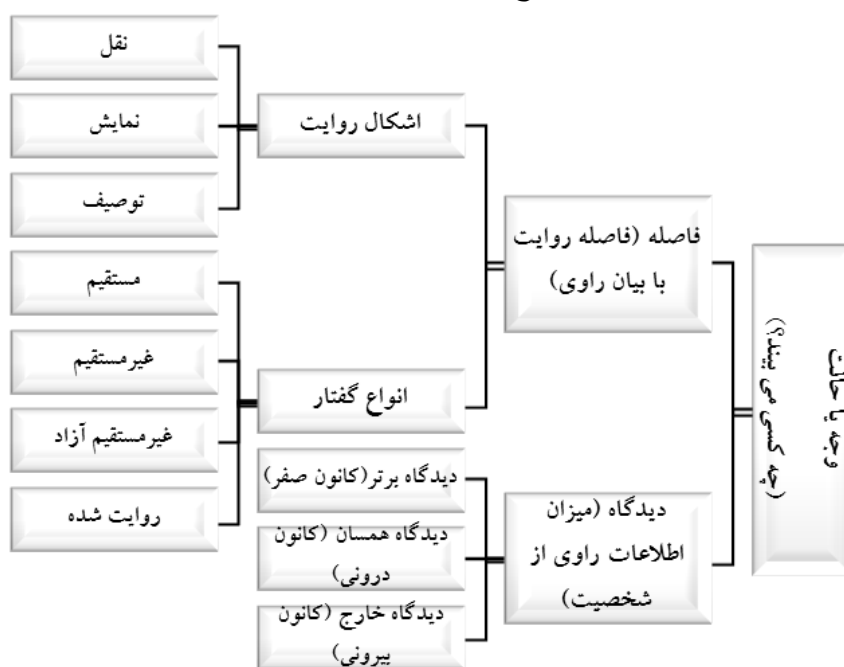 وجه یا حالت
(چه کسی می بیند؟)
فاصله (فاصله روایت
با بیان راوی)
اشکال روایت
نقل
نمایش
توصیف
انواع گفتار
مستقیم
غیرمستقیم
غیرمستقیم آزاد
روایت شده
دیدگاه (میزان
اطلاعات راوی از
شخصیت)
دیدگاه برتر(کانون صفر)
دیدگاه همسان (کانون
درونی)
دیدگاه خارج (کانون
بیرونی)